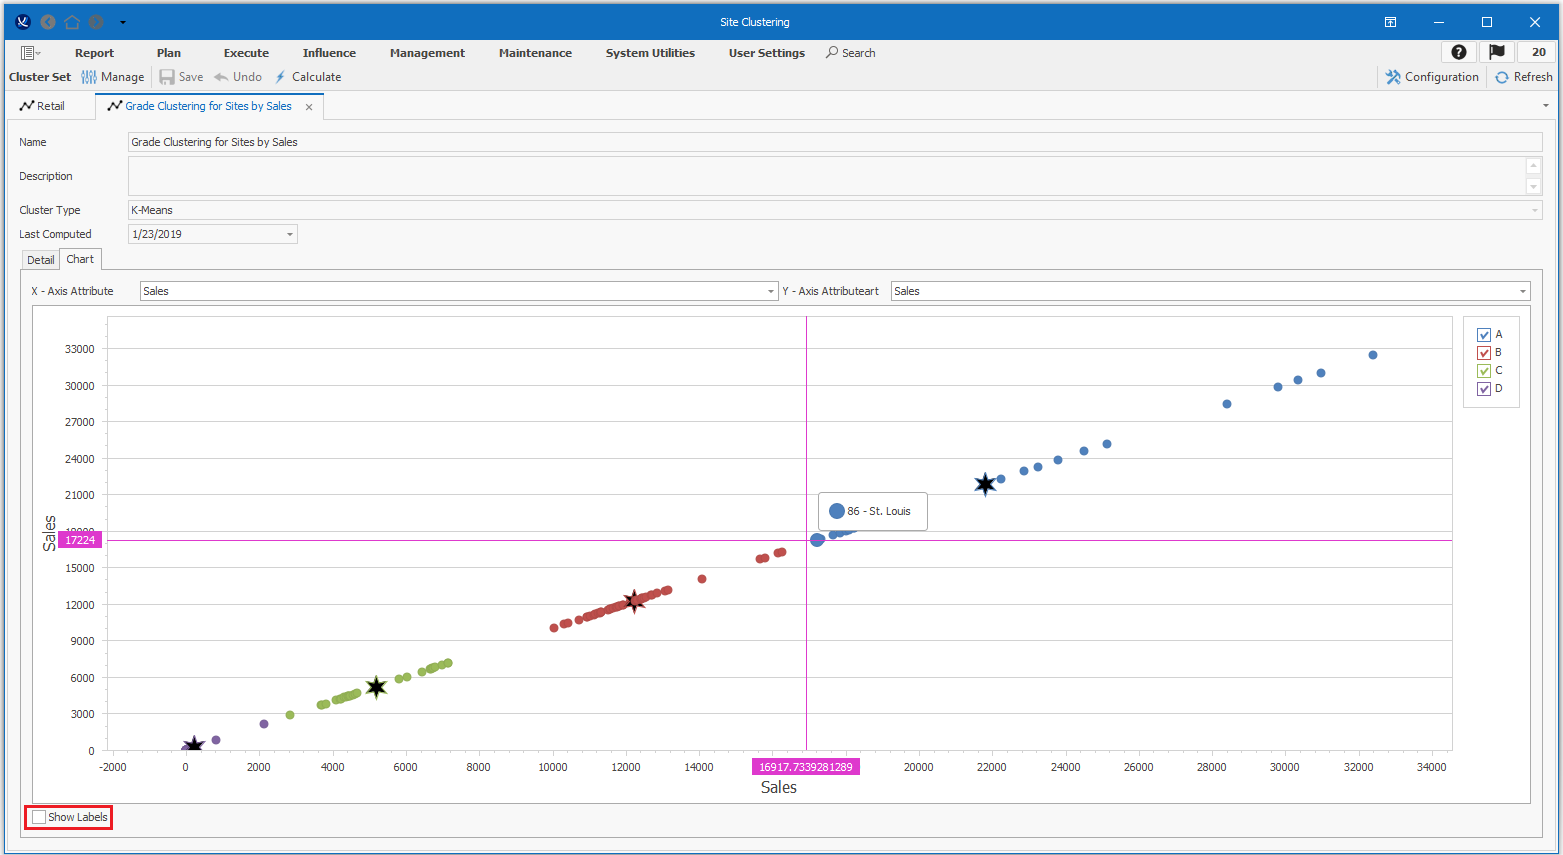 Site Clustering
Report Plan Execute Influence Management Maintenance System Utilities User Settings Search 20
Cluster Set Manage Save Undo Calculate Configuration Refresh
Retail Grade Clustering for Sites by Sales
Name Grade Clustering for Sites by Sales
Description
Cluster Type K-Means
Last Computed 1/23/2019
Detail Chart
X - Axis Attribute Sales Y - Axis Attributeart Sales
A
B
C
D
33000
30000
27000
24000
21000
18000
17224
15000
12000
9000
6000
3000
0
Sales
86 - St. Louis
-2000 0 2000 4000 6000 8000 10000 12000 14000 16917.7339281289 20000 22000 24000 26000 28000 30000 32000 34000
Sales
Show Labels